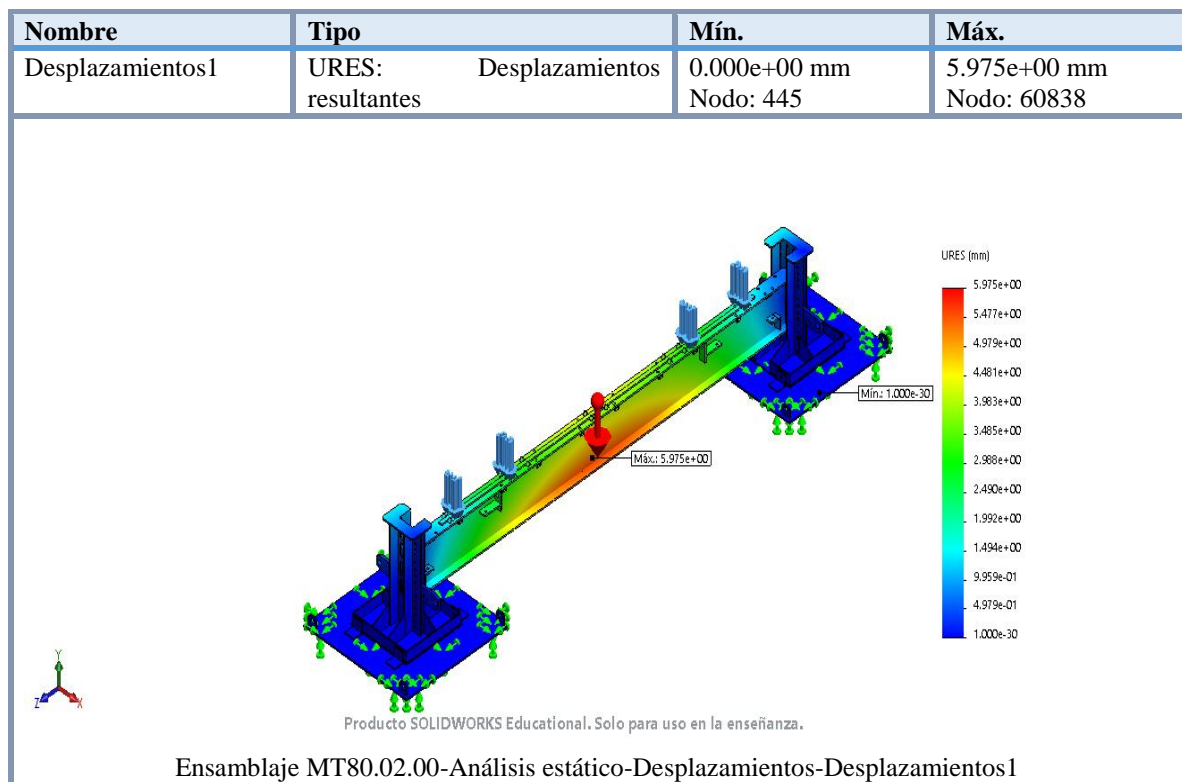 Nombre Tipo Mín. Máx.
Desplazamientos1 URES: Desplazamientos 0.000e+00 mm 5.975e+00 mm
resultantes Nodo: 445 Nodo: 60838
URES (mm)
5.975e+00
5.477e+00
4.979e+00
4.481e+00
3.983e+00
3.485e+00
2.988e+00
2.490e+00
1.992e+00
1.494e+00
9.959e-01
4.979e-01
1.000e-30
Mín.: 1.000e-30
Máx.: 5.975e+00
Y
Z X
Producto SOLIDWORKS Educational. Solo para uso en la enseñanza.
Ensamblaje MT80.02.00-Análisis estático-Desplazamientos-Desplazamientos1